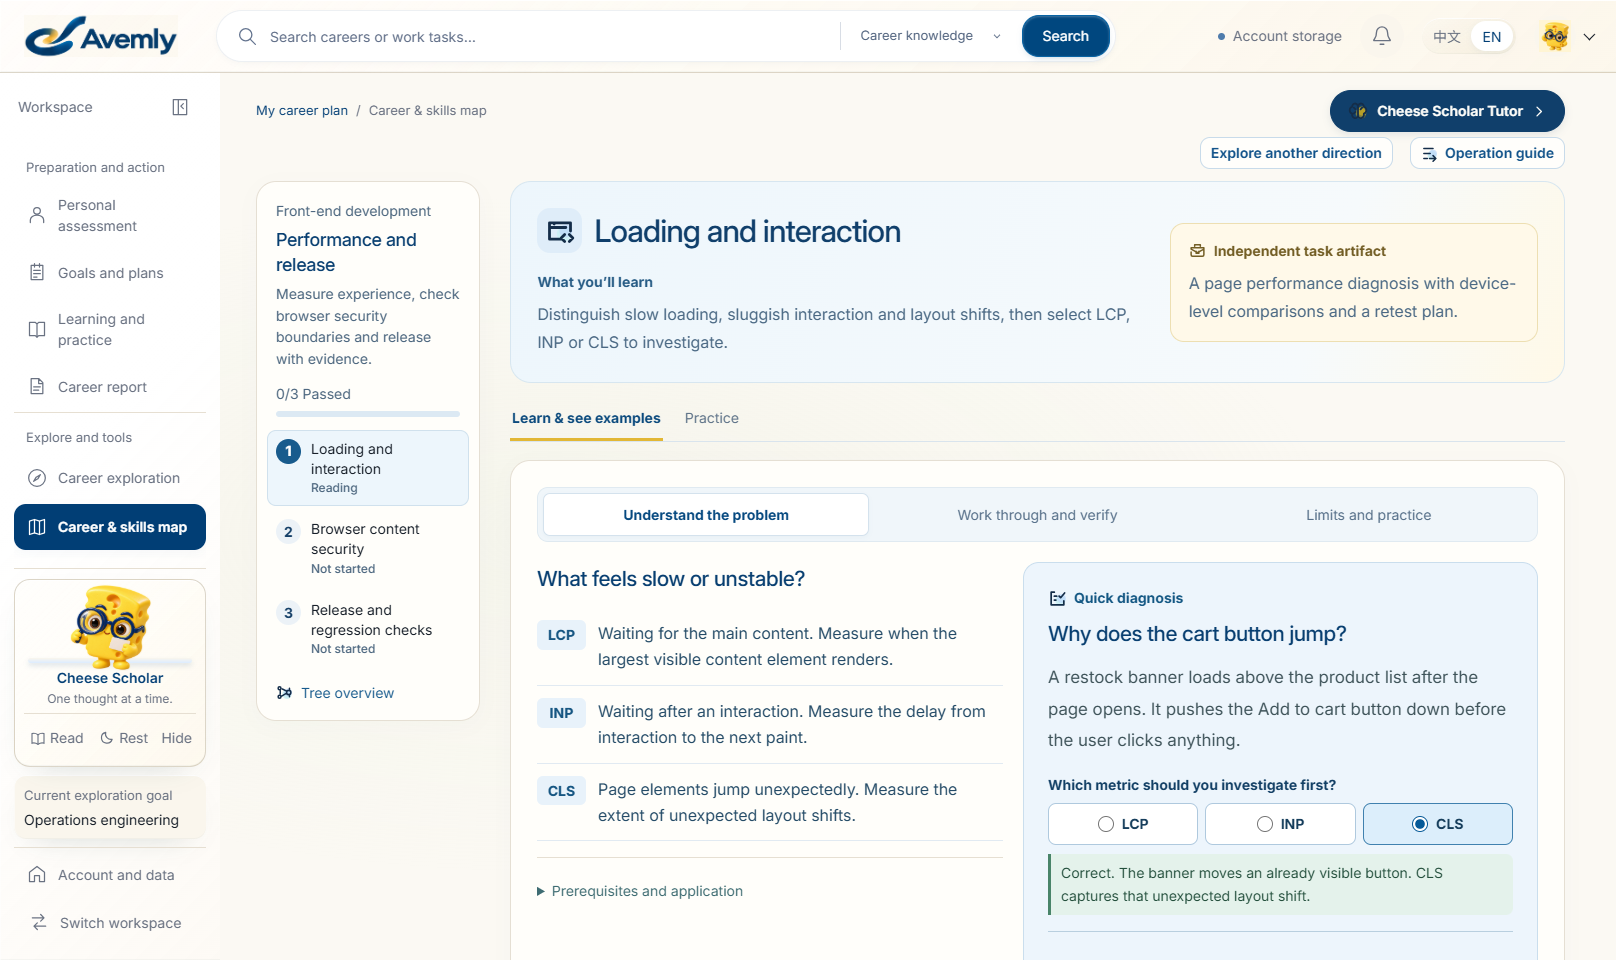 Avemly
Search careers or work tasks...
Career knowledge
Search
Account storage
中文
EN
Workspace
Preparation and action
Personal
assessment
Goals and plans
Learning and
practice
Career report
Explore and tools
Career exploration
Career & skills map
Cheese Scholar
One thought at a time.
Read
Rest
Hide
Current exploration goal
Operations engineering
Account and data
Switch workspace
My career plan / Career & skills map
Cheese Scholar Tutor
Explore another direction
Operation guide
Front-end development
Performance and
release
Measure experience, check
browser security
boundaries and release
with evidence.
0/3 Passed
1
Loading and
interaction
Reading
2
Browser content
security
Not started
3
Release and
regression checks
Not started
Tree overview
Loading and interaction
What you’ll learn
Distinguish slow loading, sluggish interaction and layout shifts, then select LCP,
INP or CLS to investigate.
Independent task artifact
A page performance diagnosis with device-
level comparisons and a retest plan.
Learn & see examples
Practice
Understand the problem
Work through and verify
Limits and practice
What feels slow or unstable?
LCP
Waiting for the main content. Measure when the
largest visible content element renders.
INP
Waiting after an interaction. Measure the delay from
interaction to the next paint.
CLS
Page elements jump unexpectedly. Measure the
extent of unexpected layout shifts.
Prerequisites and application
Quick diagnosis
Why does the cart button jump?
A restock banner loads above the product list after the
page opens. It pushes the Add to cart button down before
the user clicks anything.
Which metric should you investigate first?
LCP
INP
CLS
Correct. The banner moves an already visible button. CLS
captures that unexpected layout shift.